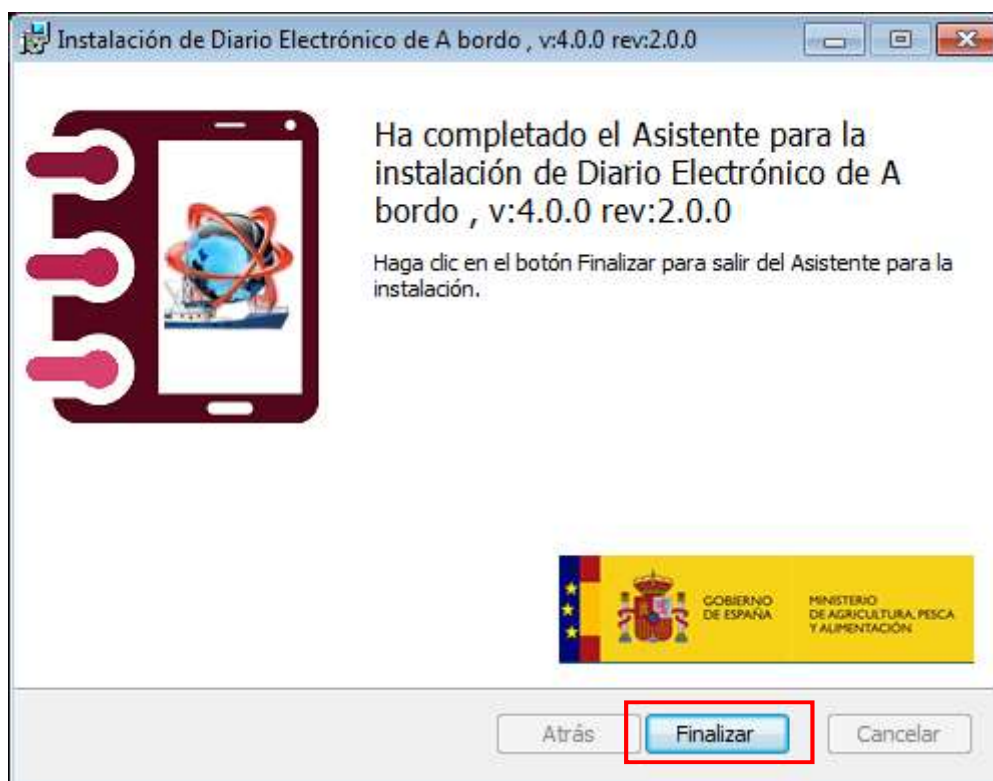 Instalación de Diario Electrónico de A bordo , v:4.0.0 rev:2.0.0
Ha completado el Asistente para la
instalación de Diario Electrónico de A
bordo , v:4.0.0 rev:2.0.0
Haga clic en el botón Finalizar para salir del Asistente para la
instalación.
GOBIERNO
DE ESPAÑA
MINISTERIO
DE AGRICULTURA, PESCA
Y ALIMENTACIÓN
Atrás
Finalizar
Cancelar